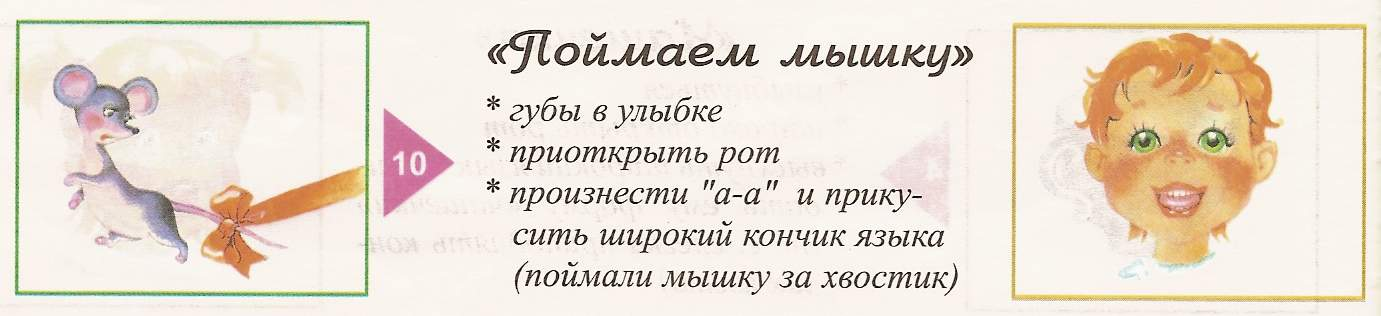 «Поймаем мышку»
* губы в улыбке
10
* приоткрыть рот
* произнести "а-а" и прику-
сить широкий кончик языка
(поймали мышку за хвостик)